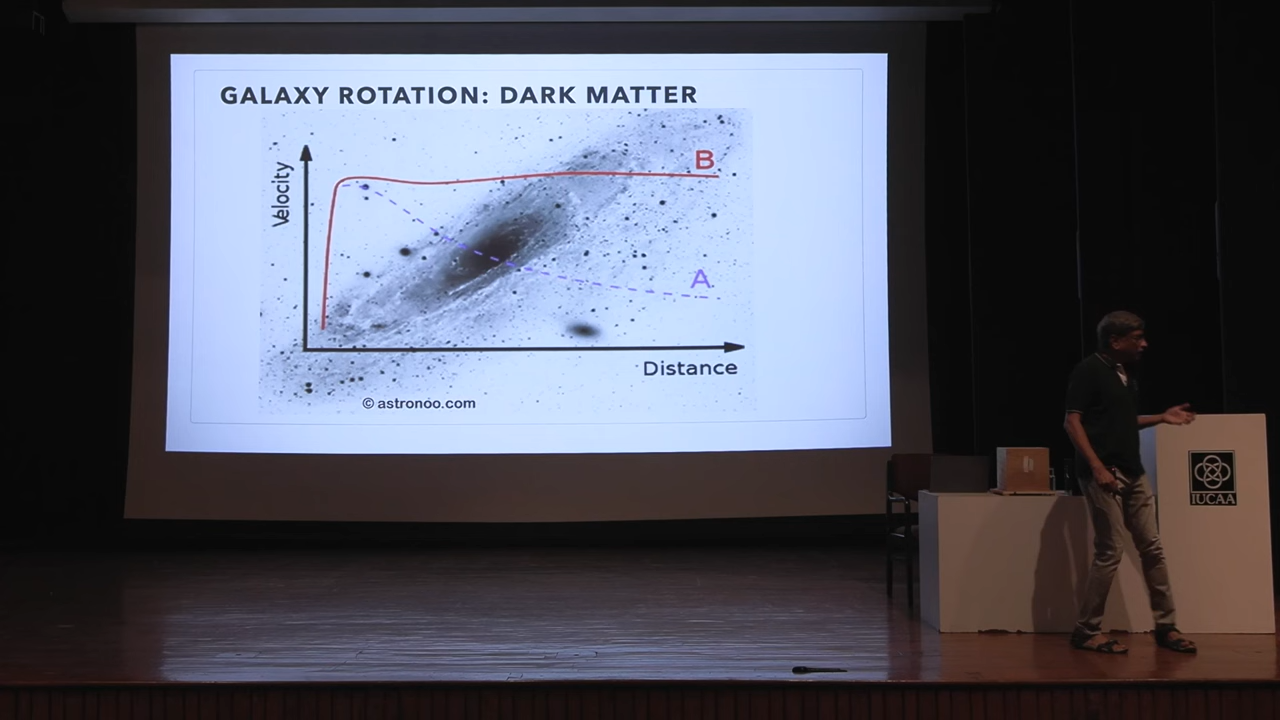 GALAXY ROTATION: DARK MATTER
Velocity
B
A
Distance
© astronoo.com
IUCAA